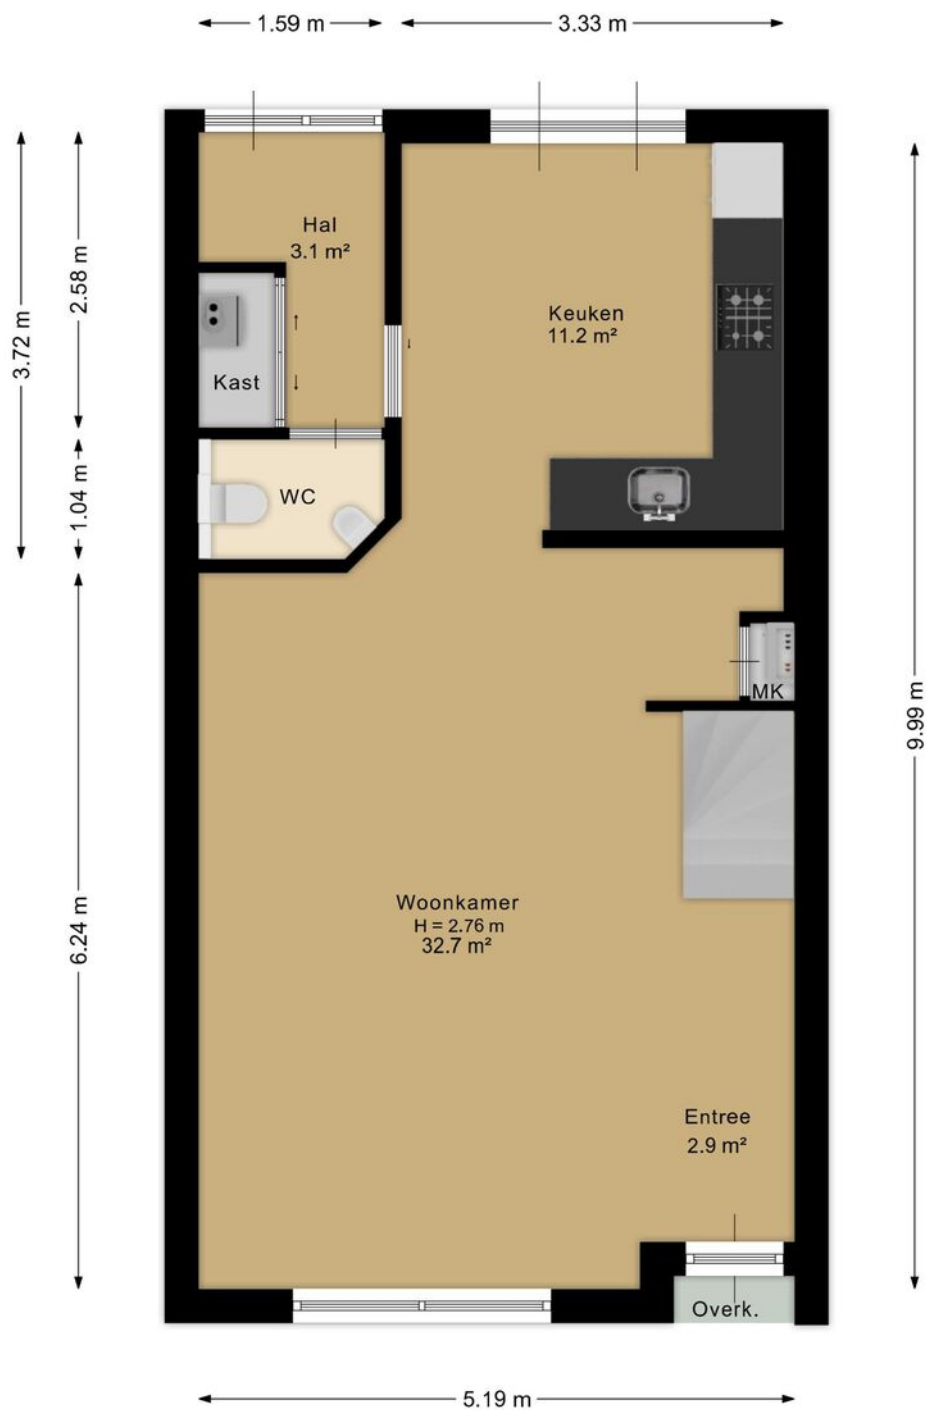 1.59 m
3.33 m
Hal
3.1 m²
2.58 m
3.72 m
Keuken
11.2 m²
Kast
1.04 m
WC
MK
9.99 m
6.24 m
Woonkamer
H = 2.76 m
32.7 m²
Entree
2.9 m²
Overk.
5.19 m